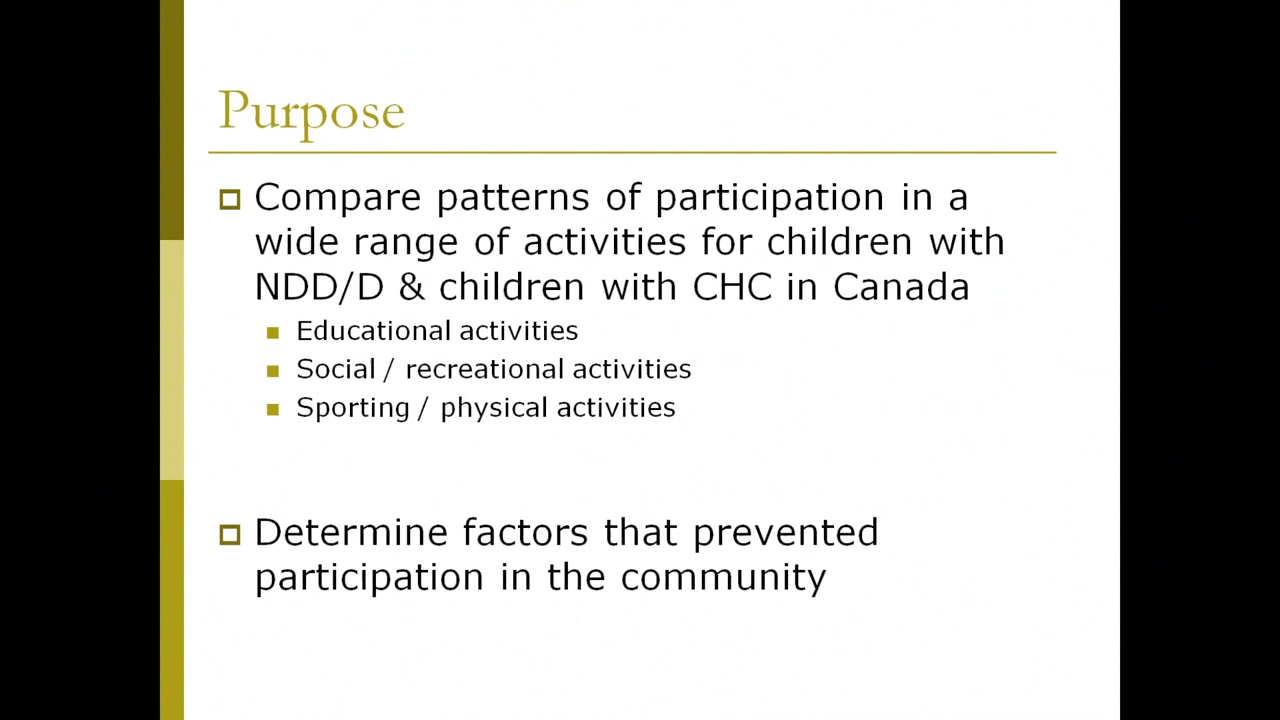 Purpose
Compare patterns of participation in a
wide range of activities for children with
NDD/D & children with CHC in Canada
Educational activities
Social / recreational activities
Sporting / physical activities
Determine factors that prevented
participation in the community